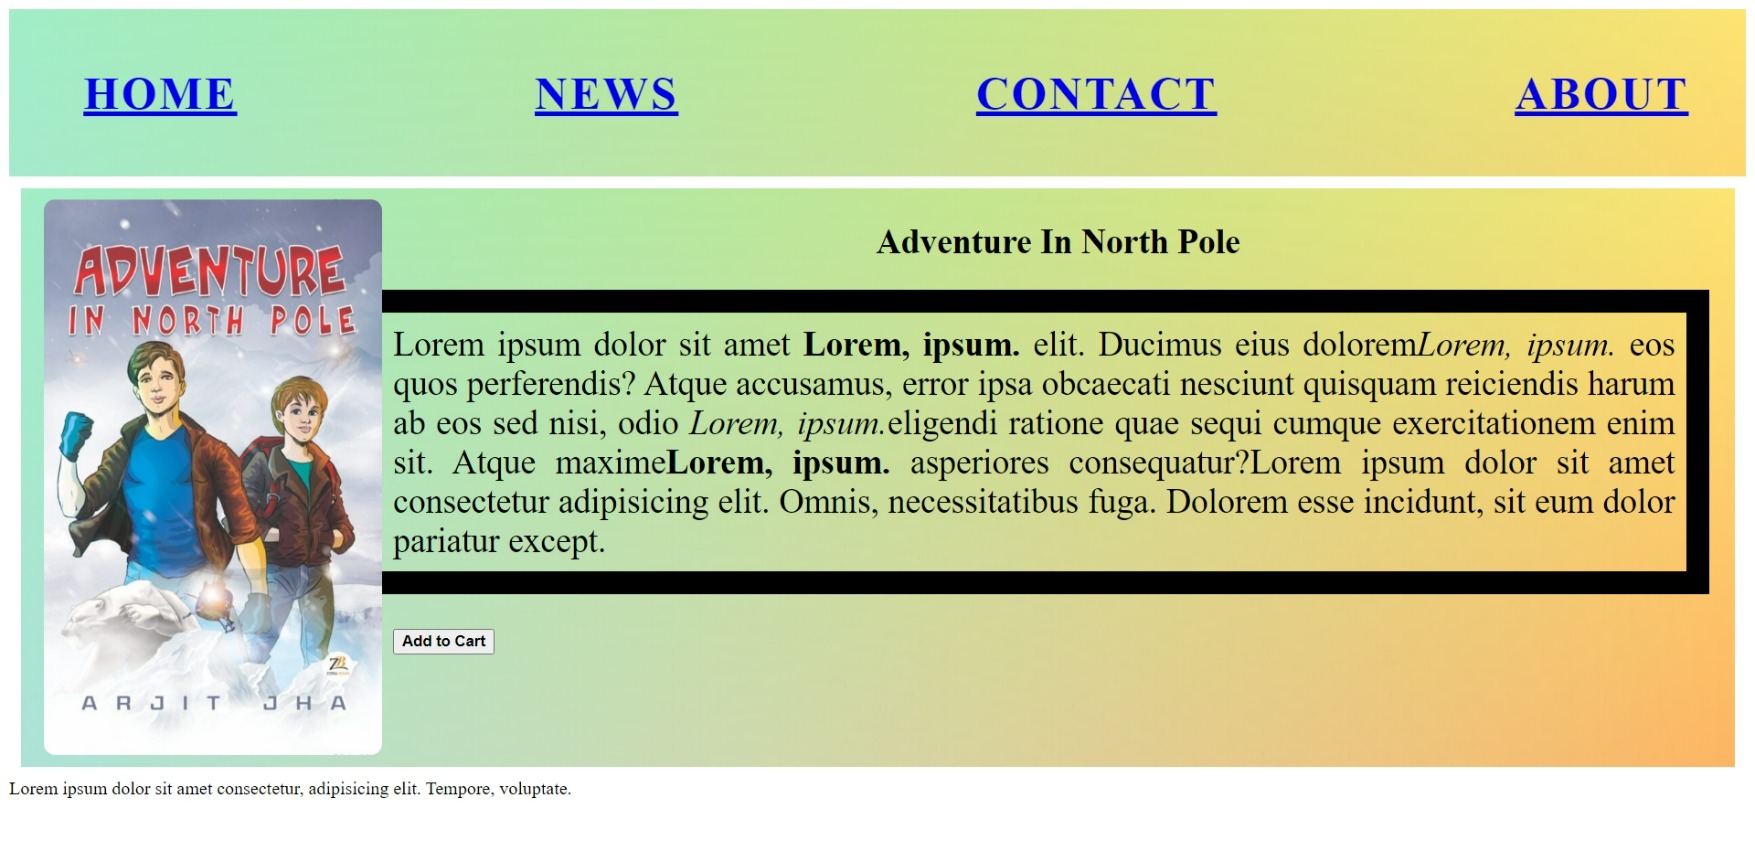 HOME NEWS CONTACT ABOUT
ADVENTURE
IN NORTH POLE
ARJIT JHA
Adventure In North Pole
Lorem ipsum dolor sit amet Lorem, ipsum. elit. Ducimus eius doloremLorem, ipsum. eos
quos perferendis? Atque accusamus, error ipsa obcaecati nesciunt quisquam reiciendis harum
ab eos sed nisi, odio Lorem, ipsum.eligendi ratione quae sequi cumque exercitationem enim
sit. Atque maximeLorem, ipsum. asperiores consequatur?Lorem ipsum dolor sit amet
consectetur adipisicing elit. Omnis, necessitatibus fuga. Dolorem esse incidunt, sit eum dolor
pariatur except.
Add to Cart
Lorem ipsum dolor sit amet consectetur, adipisicing elit. Tempore, voluptate.